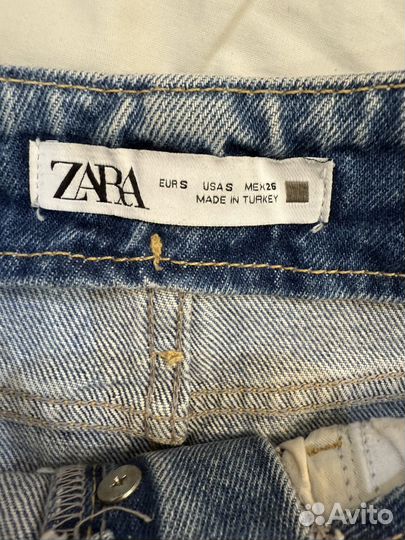 ZARA
EUR S USA S MEX 26
MADE IN TURKEY
Avito